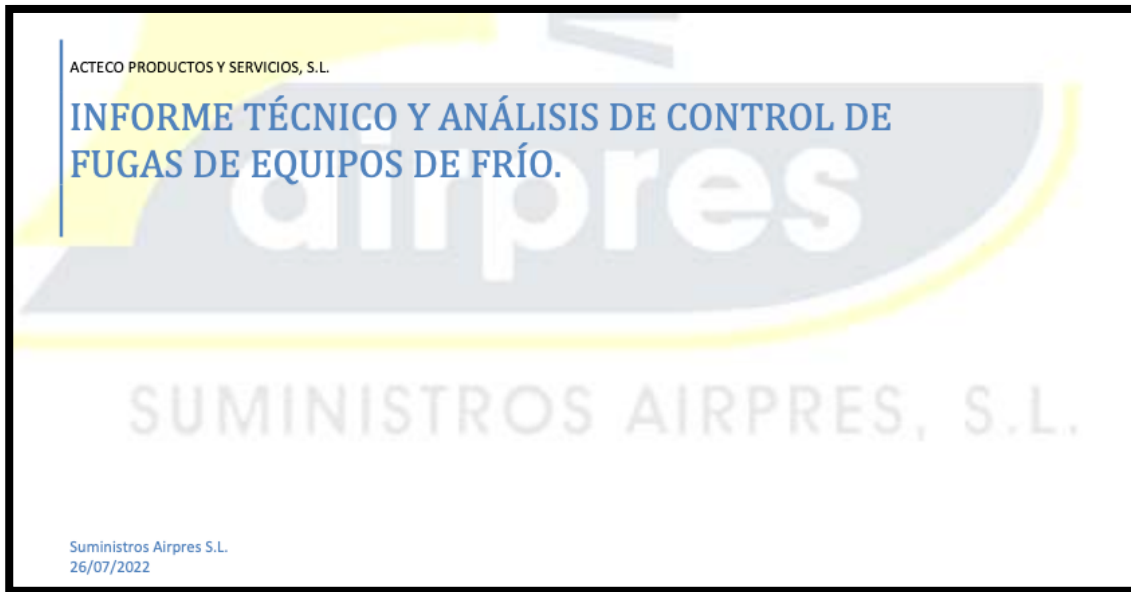 ACTECO PRODUCTOS Y SERVICIOS, S.L.
INFORME TÉCNICO Y ANÁLISIS DE CONTROL DE
FUGAS DE EQUIPOS DE FRÍO.
airpres
SUMINISTROS AIRPRES, S.L.
Suministros Airpres S.L.
26/07/2022